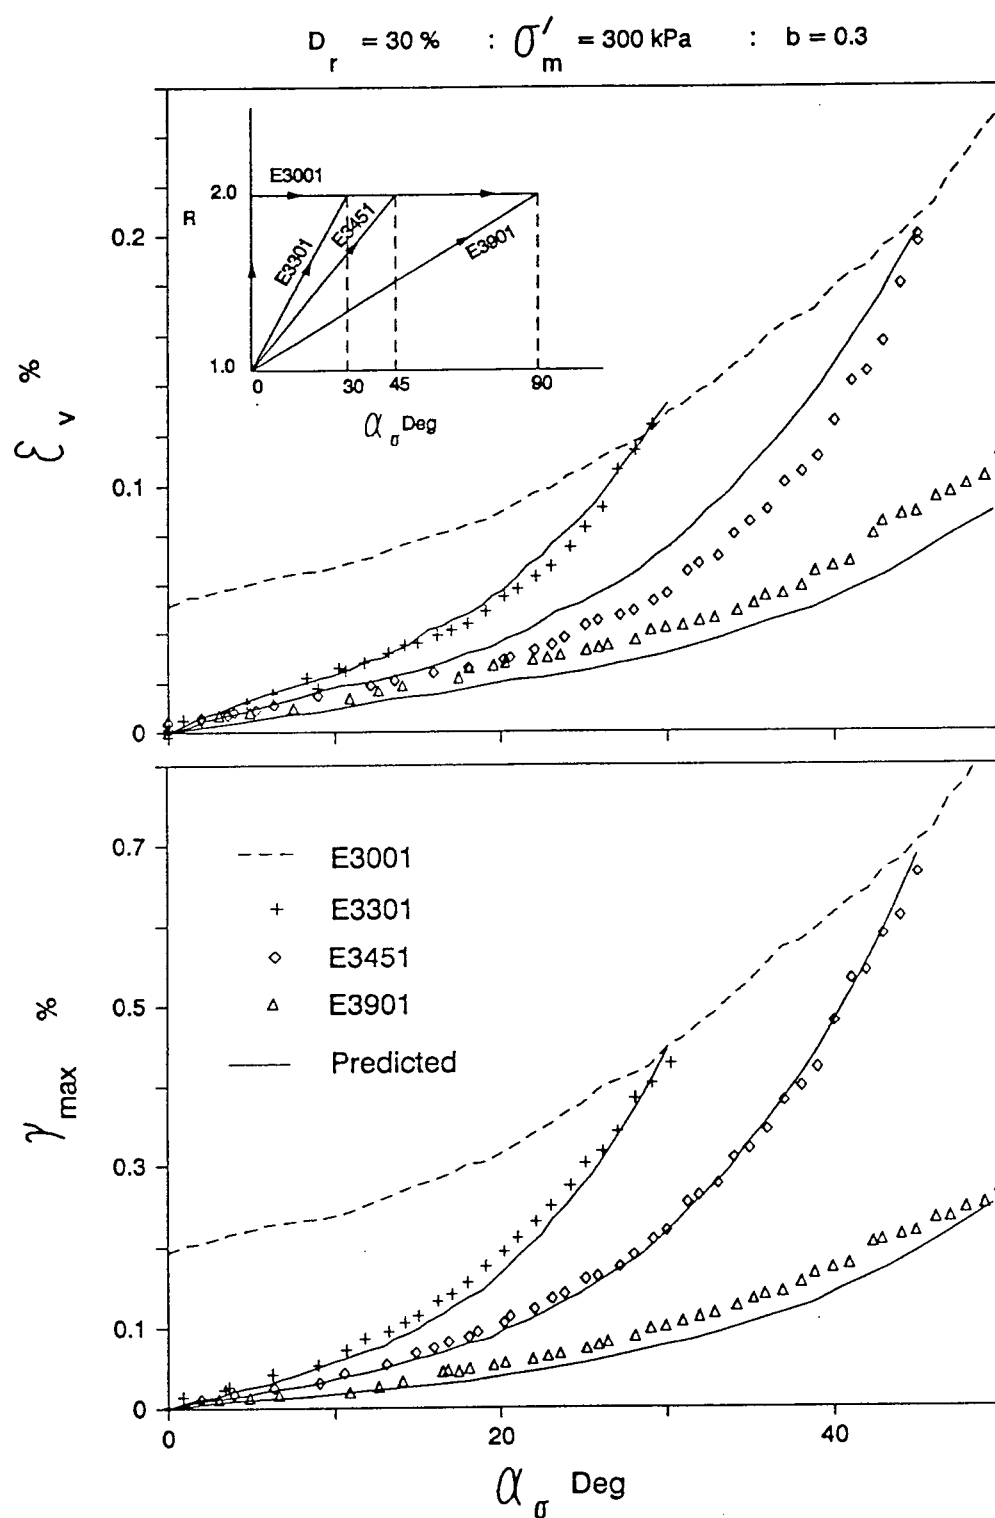 D_r = 30 % : σ′_m = 300 kPa : b = 0.3
ε_v %
0.2
0.1
0
R
2.0
1.0
E3001
E3301
E3451
E3901
0 30 45 90
α_σ Deg
γ_max %
0.7
0.5
0.3
0.1
0
E3001
E3301
E3451
E3901
Predicted
0 20 40
α_σ Deg